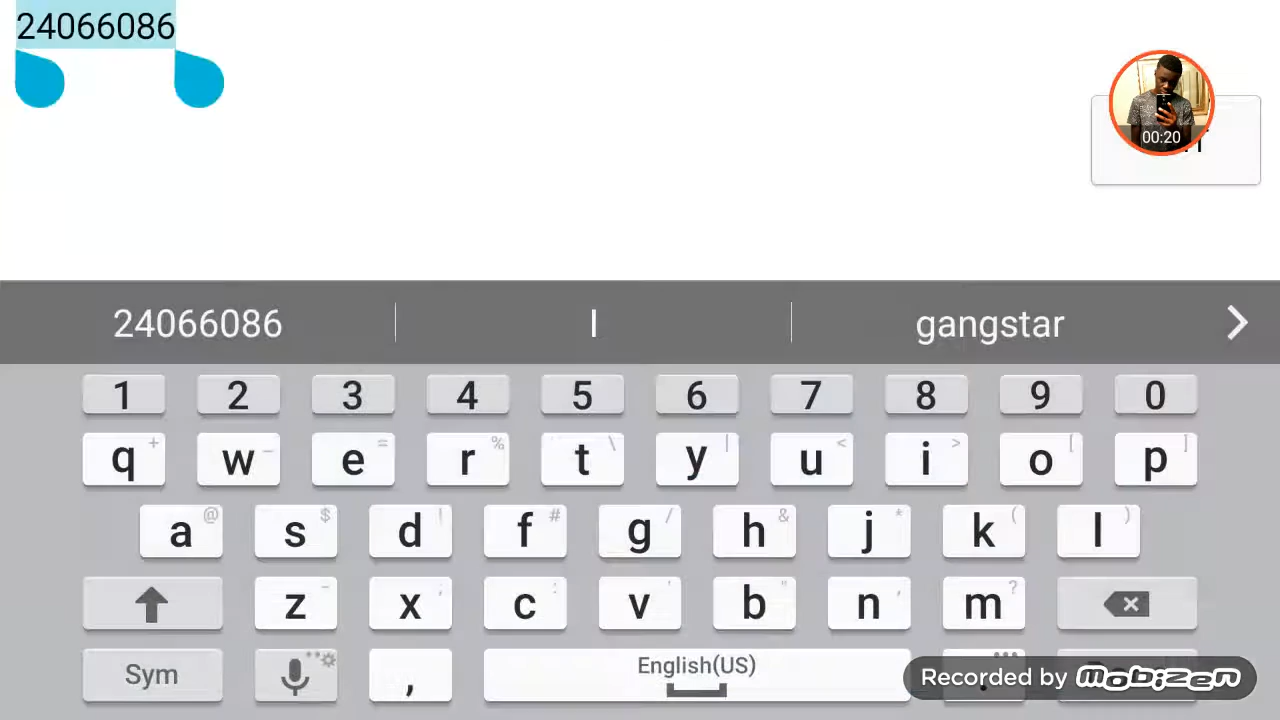 24066086
00:20
24066086 I gangstar
1 2 3 4 5 6 7 8 9 0
q + w e = r % t \ y | u < i > o [ p ]
a @ s $ d ! f # g / h & j * k ( l )
z x ; c : v ' b " n , m ?
Sym , English(US)
Recorded by mobizen